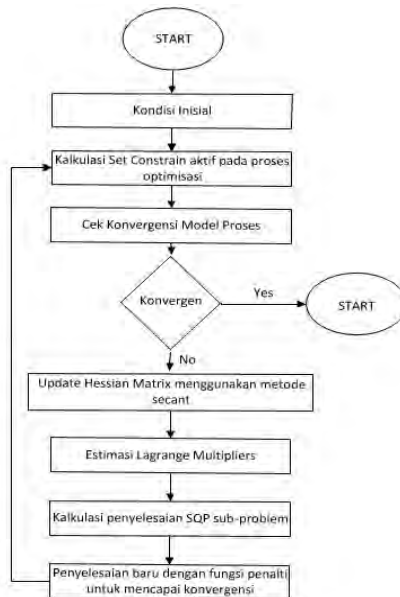 START
Kondisi Inisial
Kalkulasi Set Constrain aktif pada proses
optimisasi
Cek Konvergensi Model Proses
Konvergen
Yes
START
No
Update Hessian Matrix menggunakan metode
secant
Estimasi Lagrange Multipliers
Kalkulasi penyelesaian SQP sub-problem
Penyelesaian baru dengan fungsi penalti
untuk mencapai konvergensi